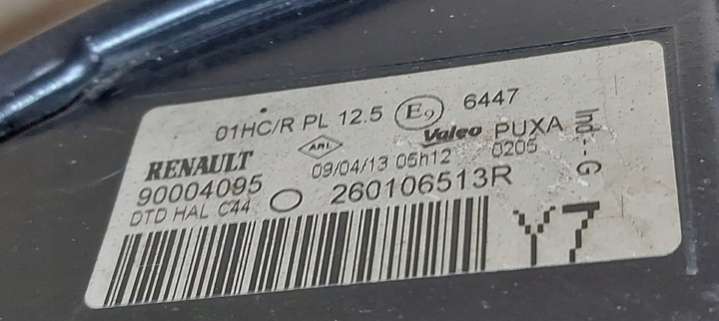 01HC/R PL 12.5 E9 6447
RENAULT ARL Valeo PUXA
90004095 09/04/13 05h12 0205
DTD HAL C44 260106513R
Ind:--G
Y7